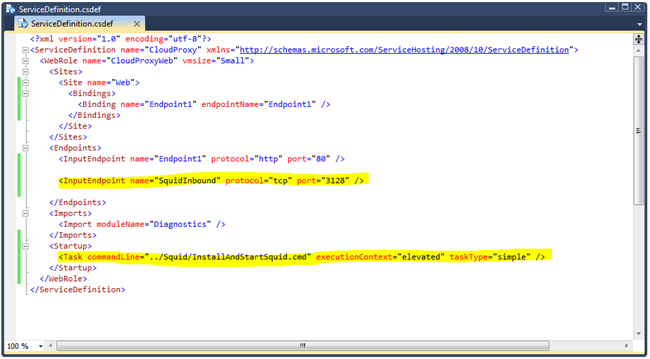 ServiceDefinition.csdef
ServiceDefinition.csdef
<?xml version="1.0" encoding="utf-8"?>
<ServiceDefinition name="CloudProxy" xmlns="http://schemas.microsoft.com/ServiceHosting/2008/10/ServiceDefinition">
<WebRole name="CloudProxyWeb" vmsize="Small">
<Sites>
<Site name="Web">
<Bindings>
<Binding name="Endpoint1" endpointName="Endpoint1" />
</Bindings>
</Site>
</Sites>
<Endpoints>
<InputEndpoint name="Endpoint1" protocol="http" port="80" />
<InputEndpoint name="SquidInbound" protocol="tcp" port="3128" />
</Endpoints>
<Imports>
<Import moduleName="Diagnostics" />
</Imports>
<Startup>
<Task commandLine="../Squid/InstallAndStartSquid.cmd" executionContext="elevated" taskType="simple" />
</Startup>
</WebRole>
</ServiceDefinition>
100 %